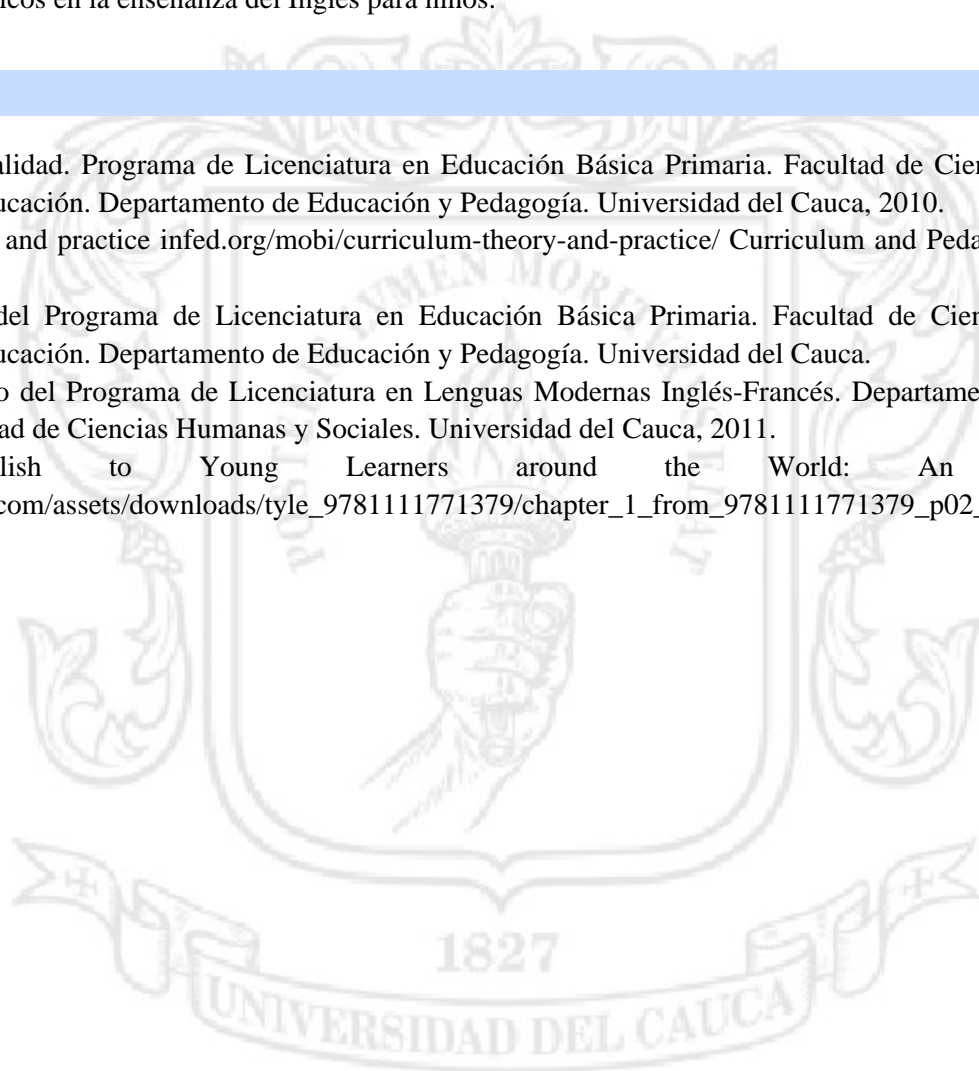 icos en la enseñanza del Inglés para niños.
alidad. Programa de Licenciatura en Educación Básica Primaria. Facultad de Cien
ucación. Departamento de Educación y Pedagogía. Universidad del Cauca, 2010.
and practice infed.org/mobi/curriculum-theory-and-practice/ Curriculum and Peda
del Programa de Licenciatura en Educación Básica Primaria. Facultad de Cien
ucación. Departamento de Educación y Pedagogía. Universidad del Cauca.
o del Programa de Licenciatura en Lenguas Modernas Inglés-Francés. Departame
ad de Ciencias Humanas y Sociales. Universidad del Cauca, 2011.
lish to Young Learners around the World: An
com/assets/downloads/tyle_9781111771379/chapter_1_from_9781111771379_p02_
POSTERIS LVMEN MORITVRVS EDAT
1827
UNIVERSIDAD DEL CAUCA